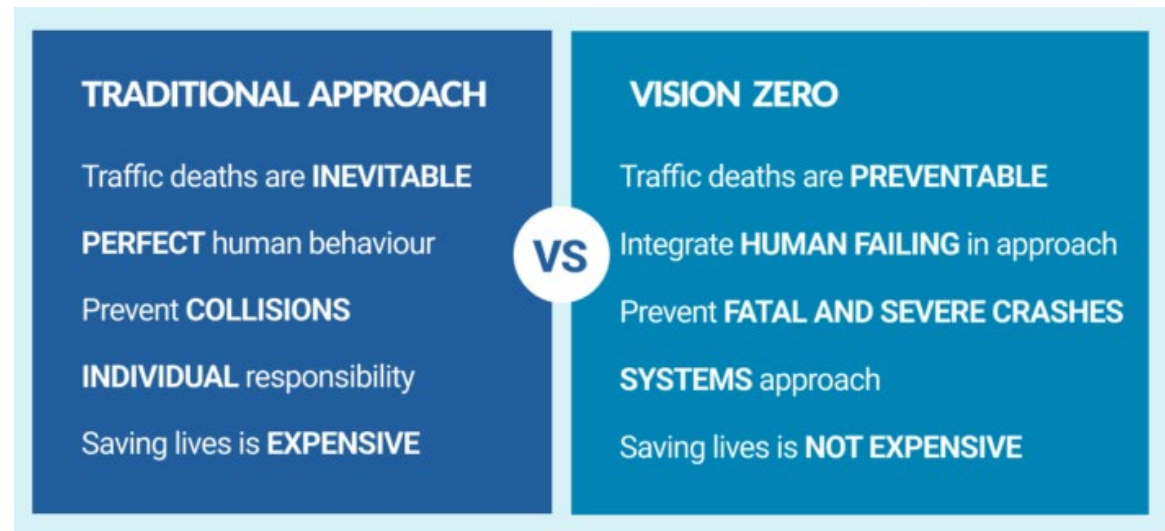 TRADITIONAL APPROACH
Traffic deaths are INEVITABLE
PERFECT human behaviour
Prevent COLLISIONS
INDIVIDUAL responsibility
Saving lives is EXPENSIVE
VS
VISION ZERO
Traffic deaths are PREVENTABLE
Integrate HUMAN FAILING in approach
Prevent FATAL AND SEVERE CRASHES
SYSTEMS approach
Saving lives is NOT EXPENSIVE